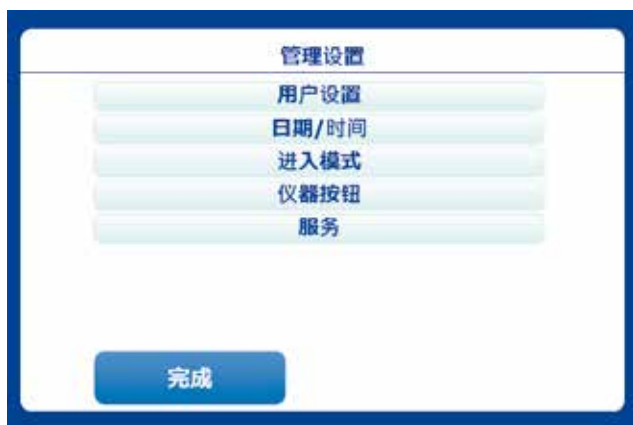 管理设置
用户设置
日期/时间
进入模式
仪器按钮
服务
完成